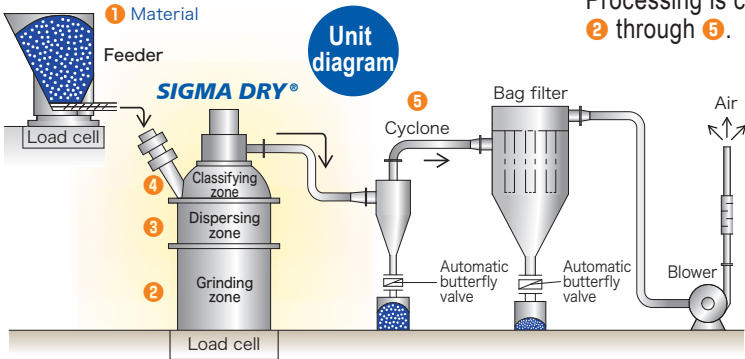 ❶ Material
Processing is c
❷ through ❺.
Unit
diagram
Feeder
SIGMA DRY®
Load cell
❺
Cyclone
Bag filter
Air
❹
Classifying
zone
❸
Dispersing
zone
❷
Grinding
zone
Automatic
butterfly
valve
Automatic
butterfly
valve
Blower
Load cell